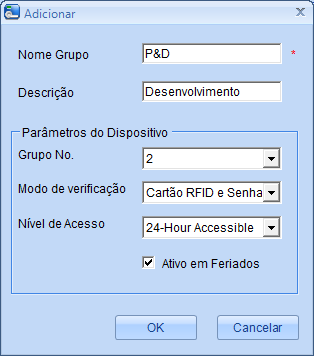 Adicionar
Nome Grupo P&D *
Descrição Desenvolvimento
Parâmetros do Dispositivo
Grupo No. 2
Modo de verificação Cartão RFID e Senha
Nível de Acesso 24-Hour Accessible
Ativo em Feriados
OK Cancelar